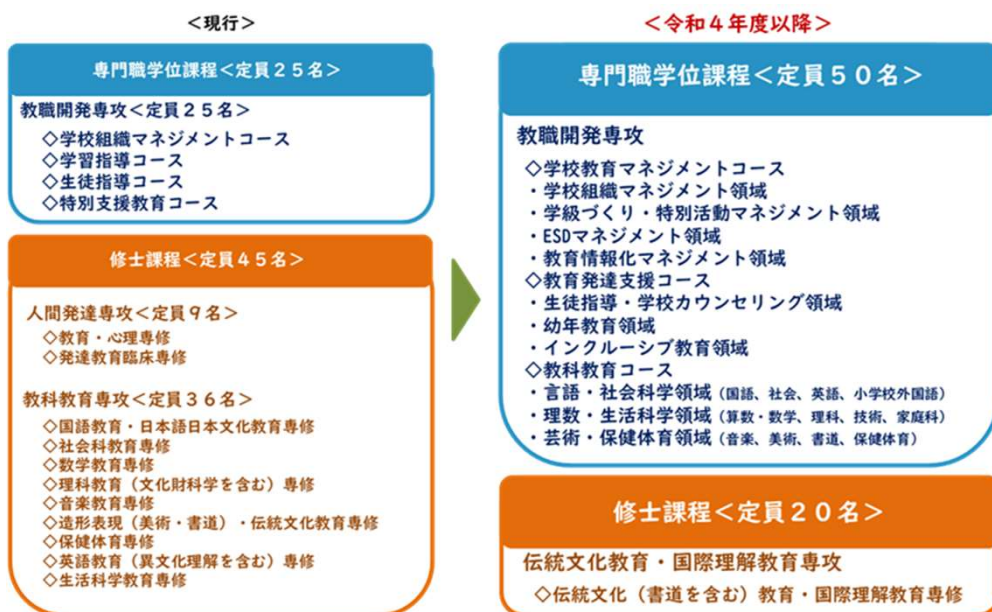 <現行>
専門職学位課程<定員２５名>
教職開発専攻<定員２５名>
◇学校組織マネジメントコース
◇学習指導コース
◇生徒指導コース
◇特別支援教育コース
修士課程<定員４５名>
人間発達専攻<定員９名>
◇教育・心理専修
◇発達教育臨床専修
教科教育専攻<定員３６名>
◇国語教育・日本語日本文化教育専修
◇社会科教育専修
◇数学教育専修
◇理科教育（文化財科学を含む）専修
◇音楽教育専修
◇造形表現（美術・書道）・伝統文化教育専修
◇保健体育専修
◇英語教育（異文化理解を含む）専修
◇生活科学教育専修
<令和４年度以降>
専門職学位課程<定員５０名>
教職開発専攻
◇学校教育マネジメントコース
・学校組織マネジメント領域
・学級づくり・特別活動マネジメント領域
・ESDマネジメント領域
・教育情報化マネジメント領域
◇教育発達支援コース
・生徒指導・学校カウンセリング領域
・幼年教育領域
・インクルーシブ教育領域
◇教科教育コース
・言語・社会科学領域（国語、社会、英語、小学校外国語）
・理数・生活科学領域（算数・数学、理科、技術、家庭科）
・芸術・保健体育領域（音楽、美術、書道、保健体育）
修士課程<定員２０名>
伝統文化教育・国際理解教育専攻
◇伝統文化（書道を含む）教育・国際理解教育専修